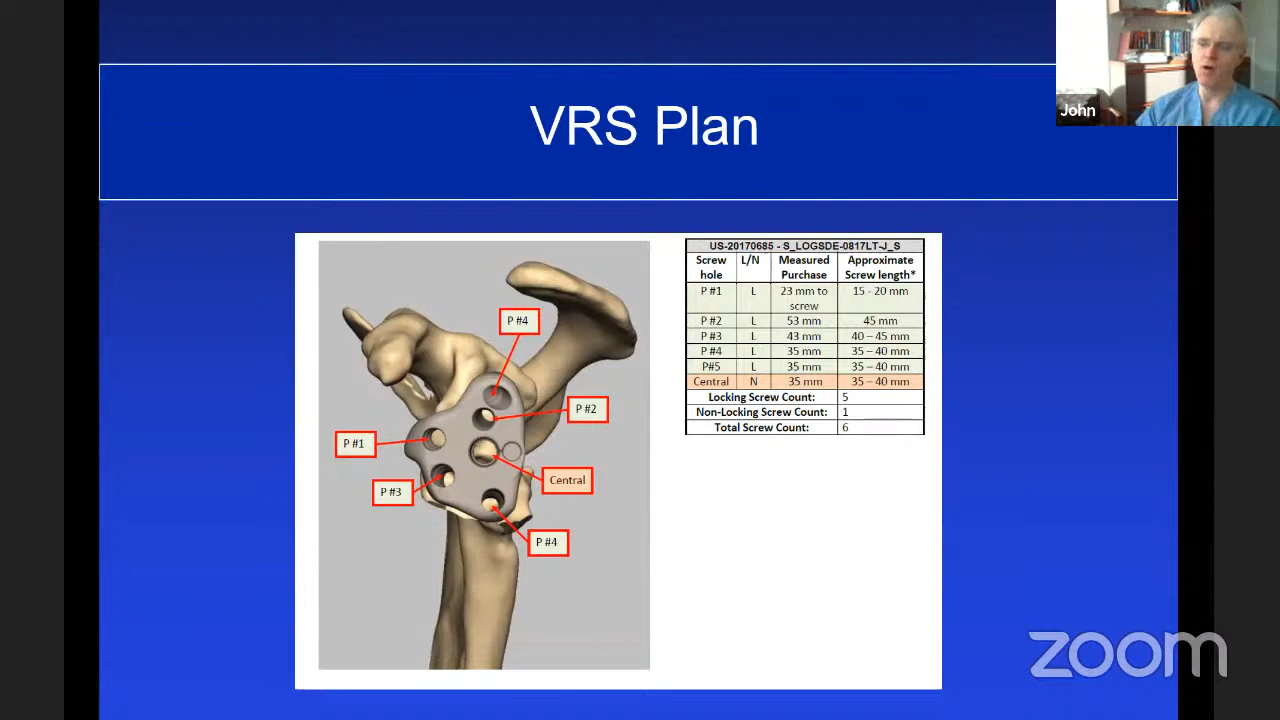 VRS Plan
John
P #4
P #2
P #1
Central
P #3
P #4
US-20170685 - S_LOGSDE-0817LT-J_S
Screw hole L/N Measured Purchase Approximate Screw length*
P #1 L 23 mm to screw 15 - 20 mm
P #2 L 53 mm 45 mm
P #3 L 43 mm 40 – 45 mm
P #4 L 35 mm 35 – 40 mm
P#5 L 35 mm 35 – 40 mm
Central N 35 mm 35 – 40 mm
Locking Screw Count: 5
Non-Locking Screw Count: 1
Total Screw Count: 6
zoom